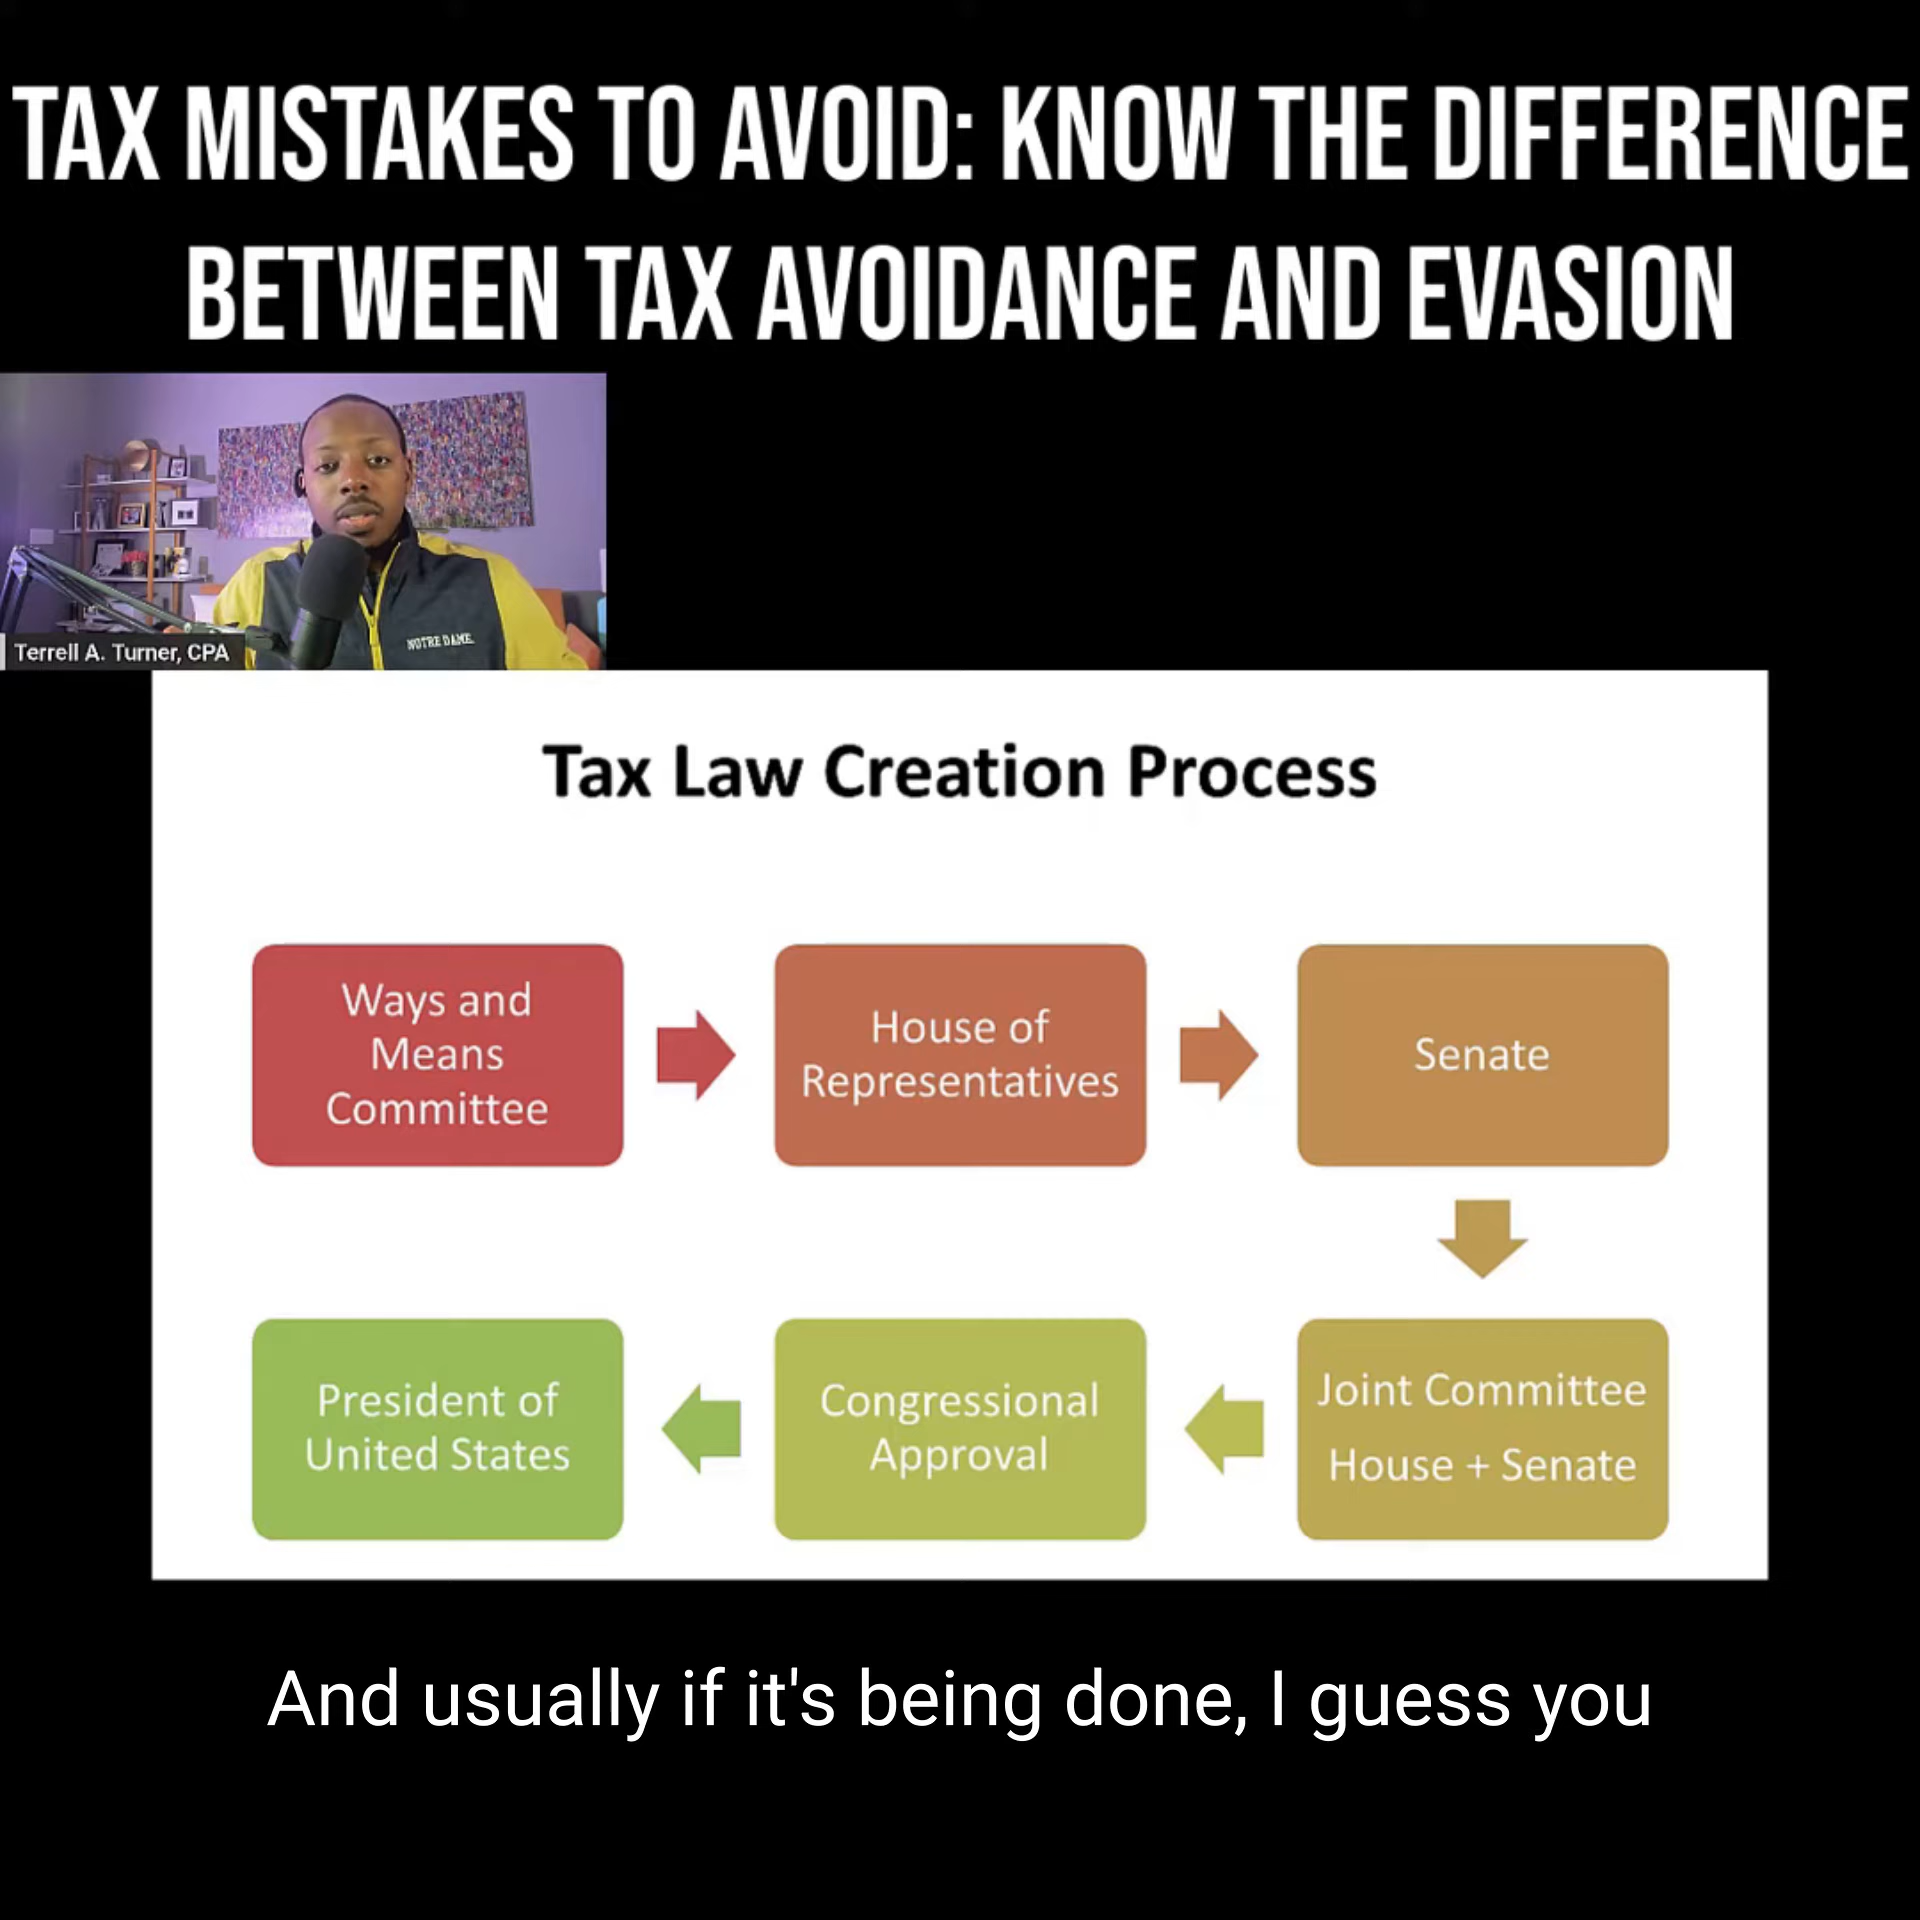 TAX MISTAKES TO AVOID: KNOW THE DIFFERENCE
BETWEEN TAX AVOIDANCE AND EVASION
NOTRE DAME
Terrell A. Turner, CPA
Tax Law Creation Process
Ways and
Means
Committee
House of
Representatives
Senate
Joint Committee
House + Senate
Congressional
Approval
President of
United States
And usually if it's being done, I guess you